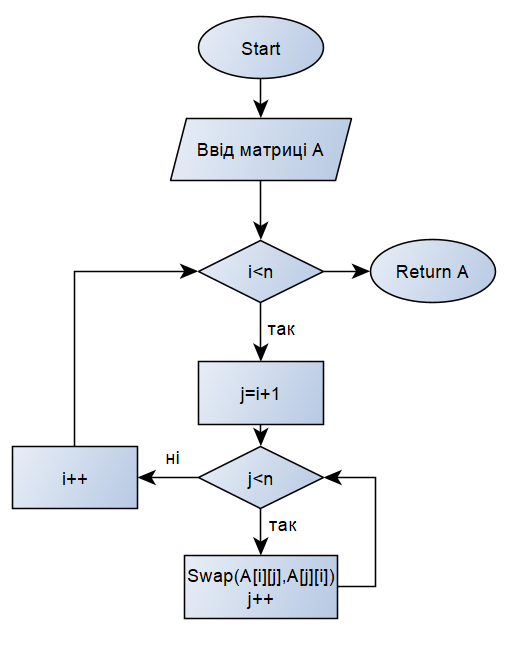 Start
Ввід матриці А
i<n
Return A
так
j=i+1
ні
i++
j<n
так
Swap(A[i][j],A[j][i])
j++